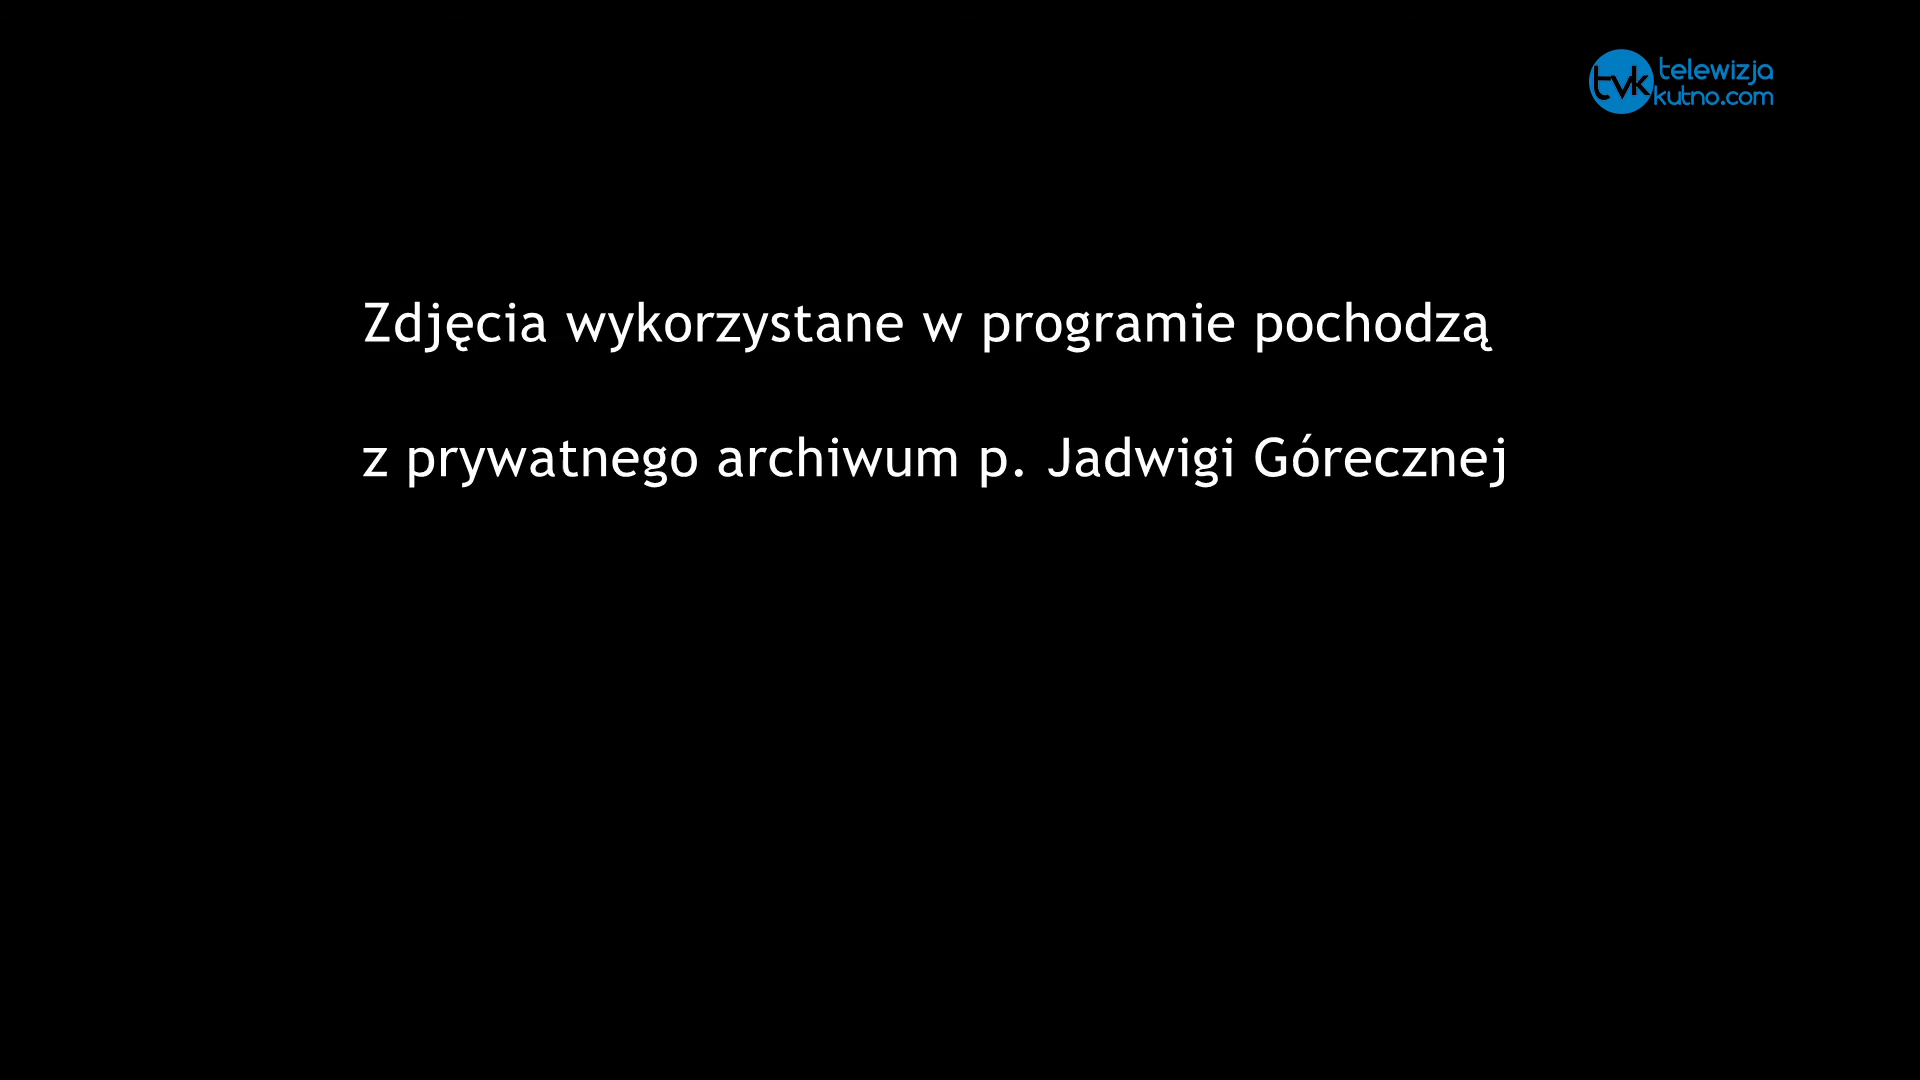 tvk telewizja
kutno.com
Zdjęcia wykorzystane w programie pochodzą
z prywatnego archiwum p. Jadwigi Górecznej